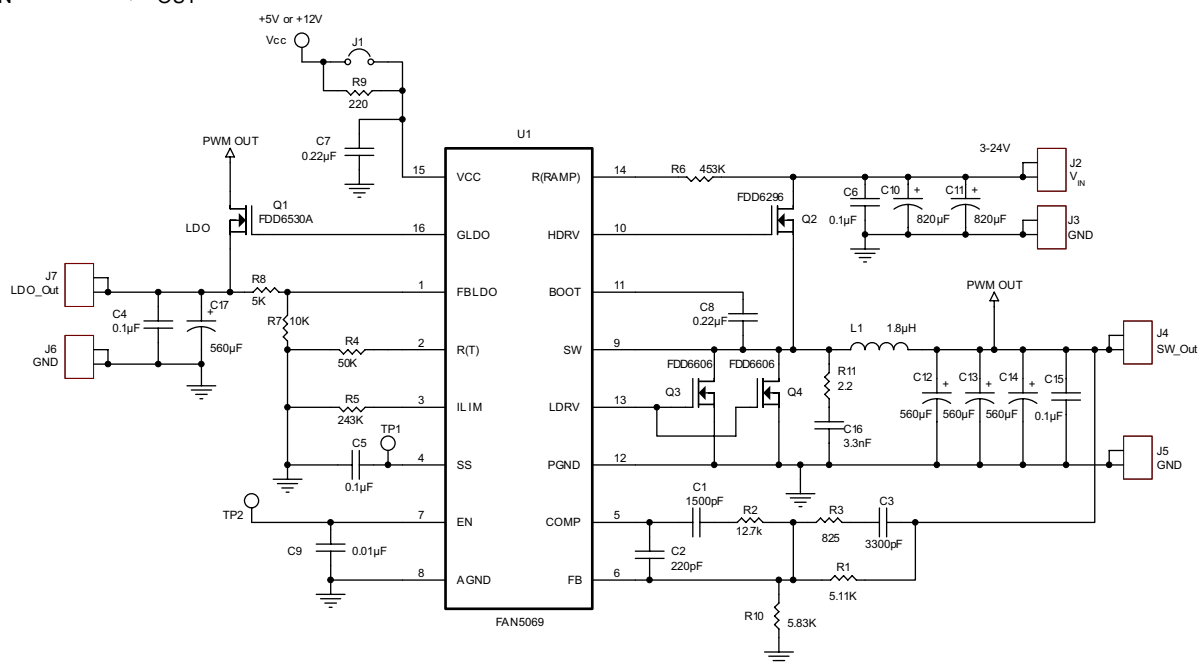 +5V or +12V
Vcc
J1
R9
220
C7
0.22µF
U1
PWM OUT
Q1
FDD6530A
LDO
15
VCC
R(RAMP)
14
R6
453K
3-24V
J2
VIN
FDD6296
Q2
C6
0.1µF
C10
+
820µF
C11
+
820µF
J3
GND
16
GLDO
HDRV
10
J7
LDO_Out
R8
5K
1
FBLDO
BOOT
11
C8
0.22µF
PWM OUT
C4
0.1µF
C17
+
560µF
R7
10K
J6
GND
R4
50K
2
R(T)
SW
9
L1
1.8µH
J4
SW_Out
FDD6606
FDD6606
Q3
Q4
R11
2.2
C12
+
560µF
C13
+
560µF
C14
+
560µF
C15
0.1µF
R5
243K
3
ILIM
LDRV
13
C16
3.3nF
C5
0.1µF
TP1
4
SS
PGND
12
J5
GND
TP2
7
EN
COMP
5
C1
1500pF
R2
12.7k
R3
825
C3
3300pF
C9
0.01µF
C2
220pF
8
AGND
FB
6
R1
5.11K
R10
5.83K
FAN5069